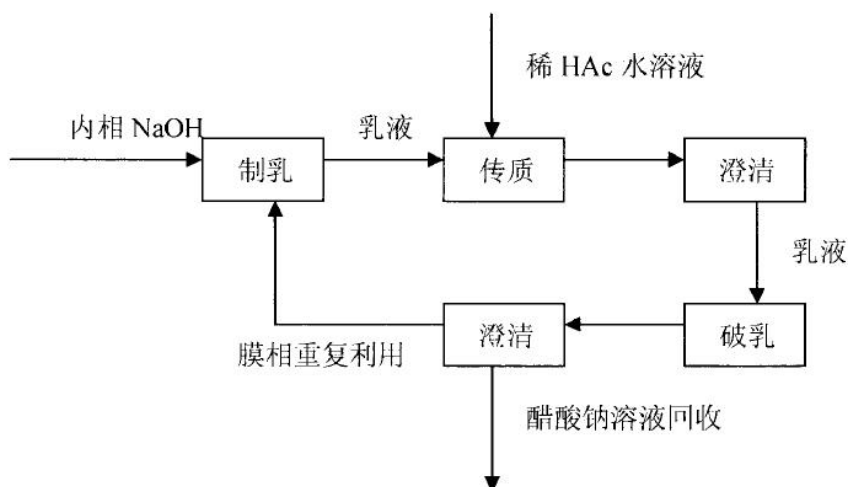 稀 HAc 水溶液
内相 NaOH
乳液
制乳
传质
澄清
乳液
膜相重复利用
澄清
破乳
醋酸钠溶液回收